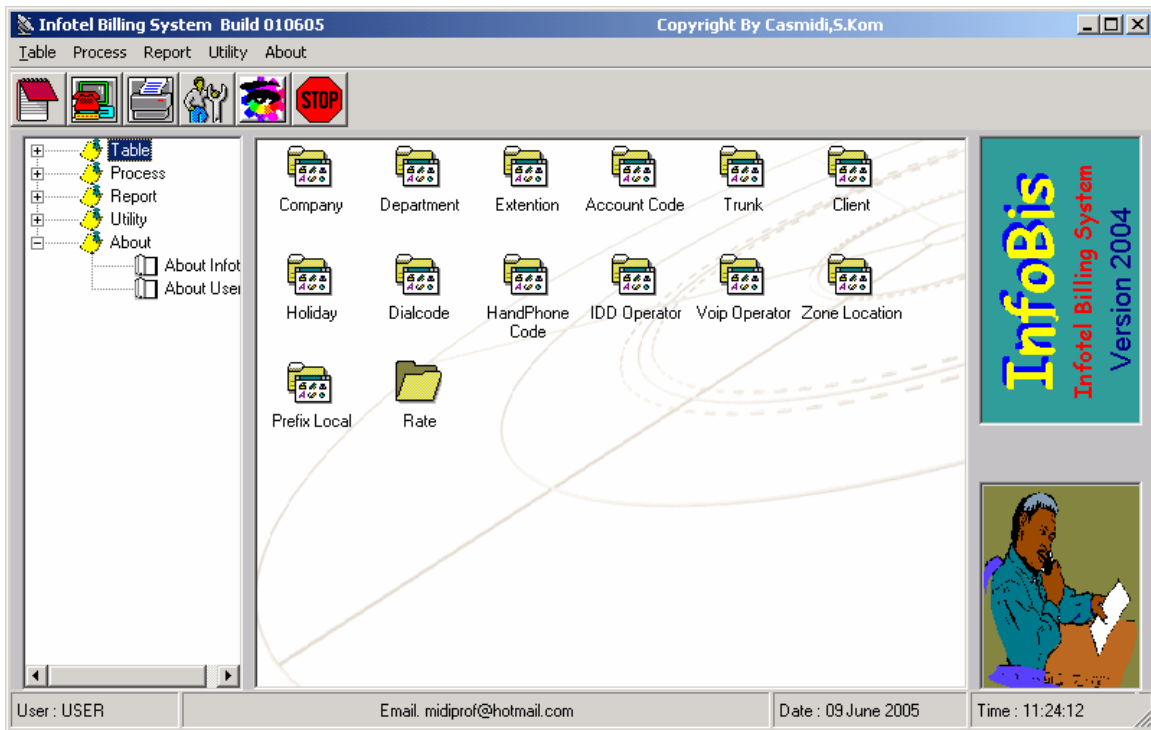 Infotel Billing System Build 010605 Copyright By Casmidi,S.Kom
Table Process Report Utility About
STOP
Table
Process
Report
Utility
About
About Infot
About User
Company Department Extention Account Code Trunk Client
Holiday Dialcode HandPhone Code IDD Operator Voip Operator Zone Location
Prefix Local Rate
InfoBis
Infotel Billing System
Version 2004
User : USER Email. midiprof@hotmail.com Date : 09 June 2005 Time : 11:24:12